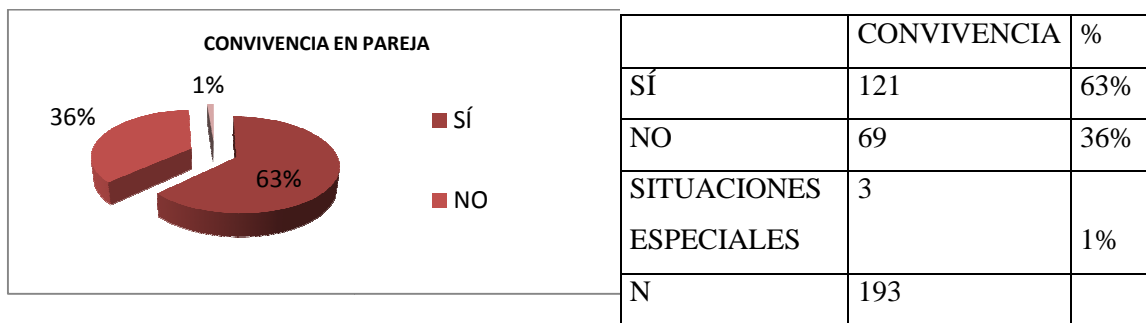 CONVIVENCIA EN PAREJA
1%
36%
63%
SÍ
NO
CONVIVENCIA %
SÍ 121 63%
NO 69 36%
SITUACIONES 3
ESPECIALES 1%
N 193